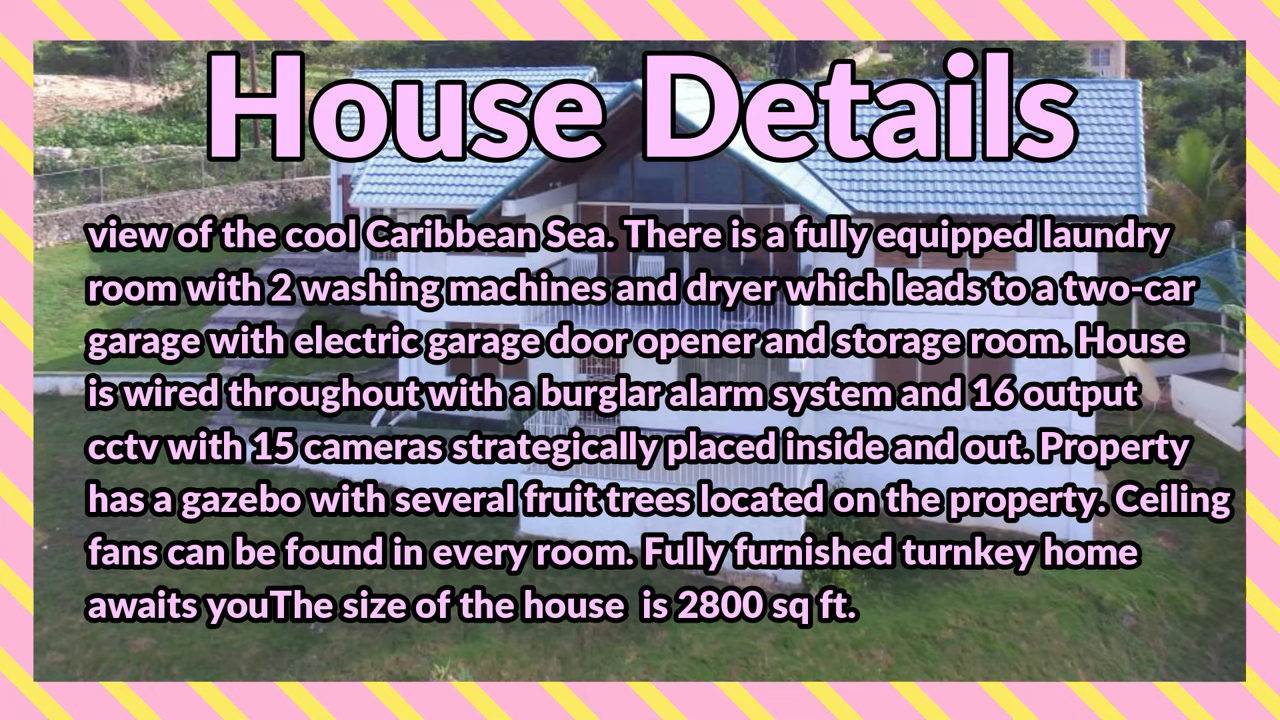 House Details
view of the cool Caribbean Sea. There is a fully equipped laundry
room with 2 washing machines and dryer which leads to a two-car
garage with electric garage door opener and storage room. House
is wired throughout with a burglar alarm system and 16 output
cctv with 15 cameras strategically placed inside and out. Property
has a gazebo with several fruit trees located on the property. Ceiling
fans can be found in every room. Fully furnished turnkey home
awaits youThe size of the house  is 2800 sq ft.